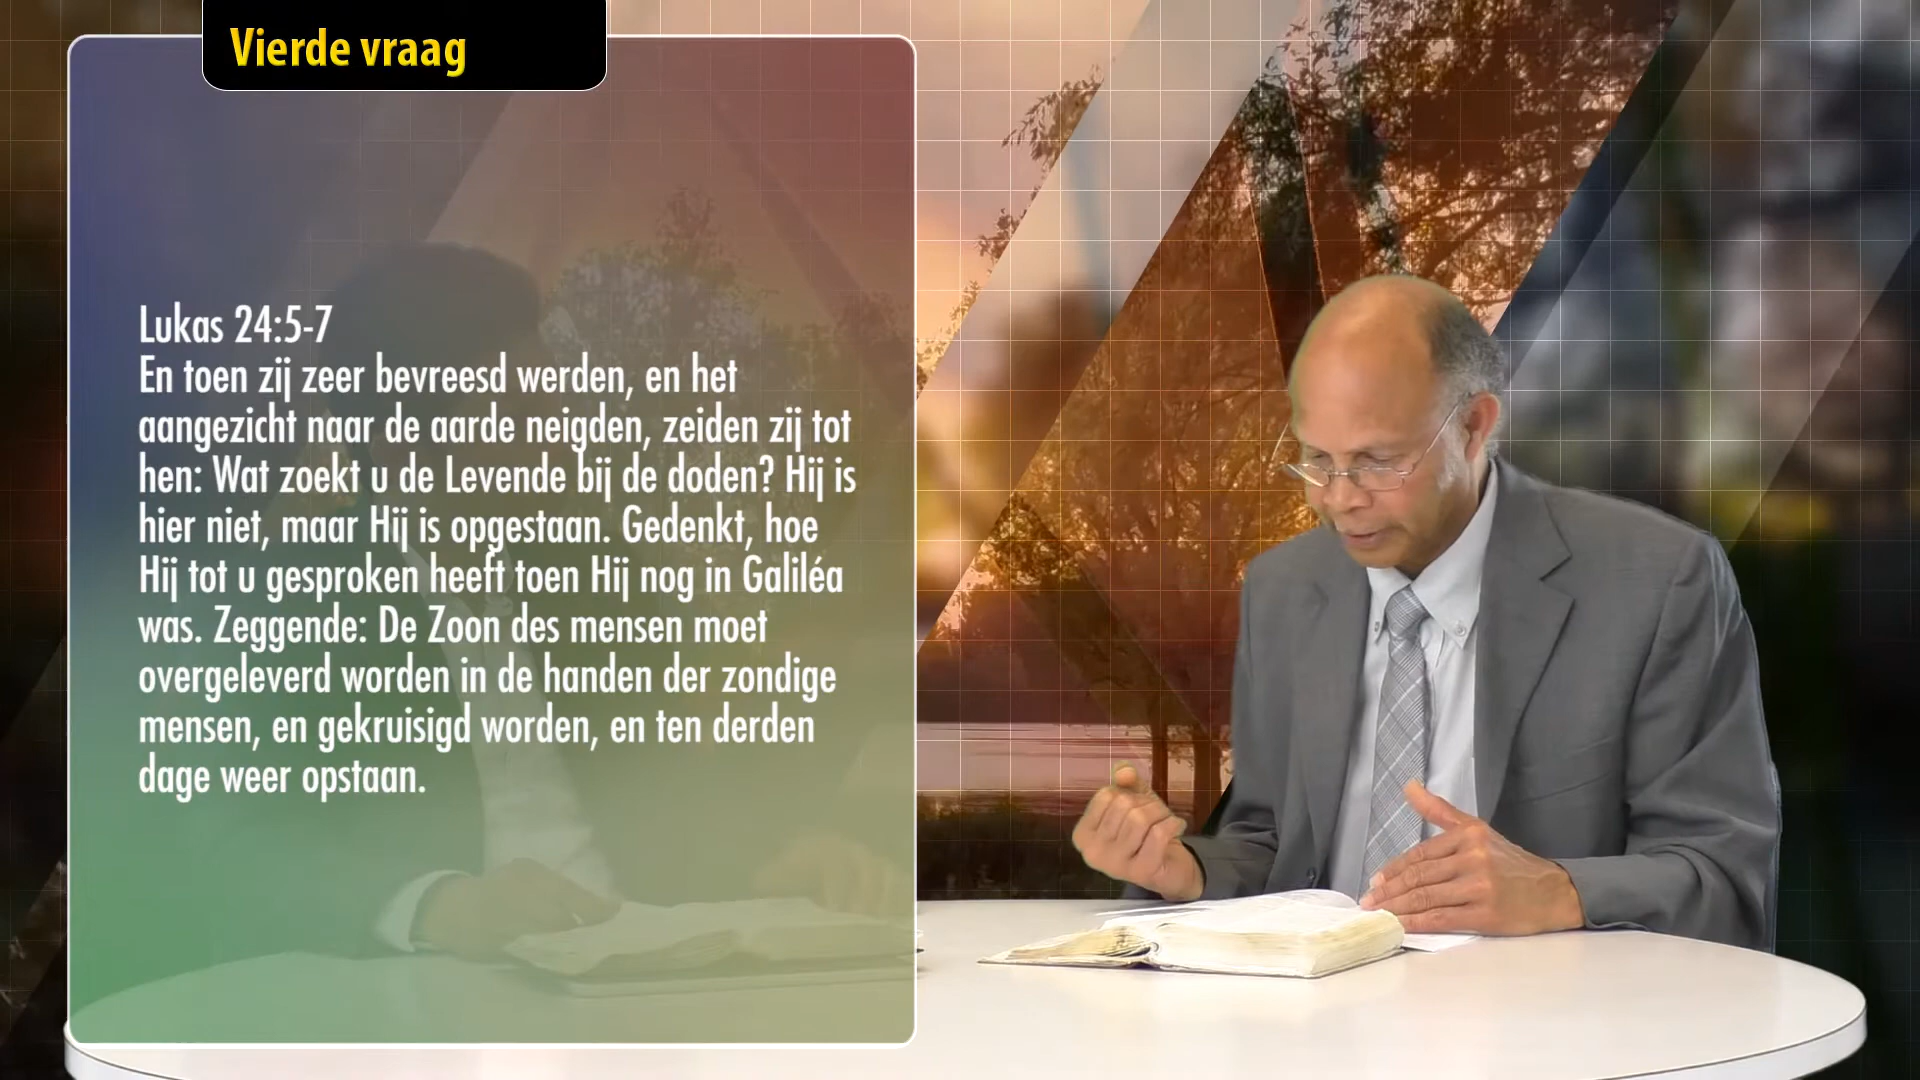 Vierde vraag
Lukas 24:5-7
En toen zij zeer bevreesd werden, en het
aangezicht naar de aarde neigden, zeiden zij tot
hen: Wat zoekt u de Levende bij de doden? Hij is
hier niet, maar Hij is opgestaan. Gedenkt, hoe
Hij tot u gesproken heeft toen Hij nog in Galiléa
was. Zeggende: De Zoon des mensen moet
overgeleverd worden in de handen der zondige
mensen, en gekruisigd worden, en ten derden
dage weer opstaan.